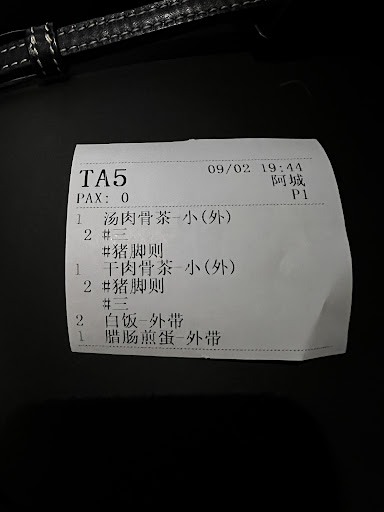 09/02 19:44
TA5 阿城
PAX: 0 P1
1 汤肉骨茶-小(外)
2 #三
#猪脚则
1 干肉骨茶-小(外)
2 #猪脚则
#三
2 白饭-外带
1 腊肠煎蛋-外带